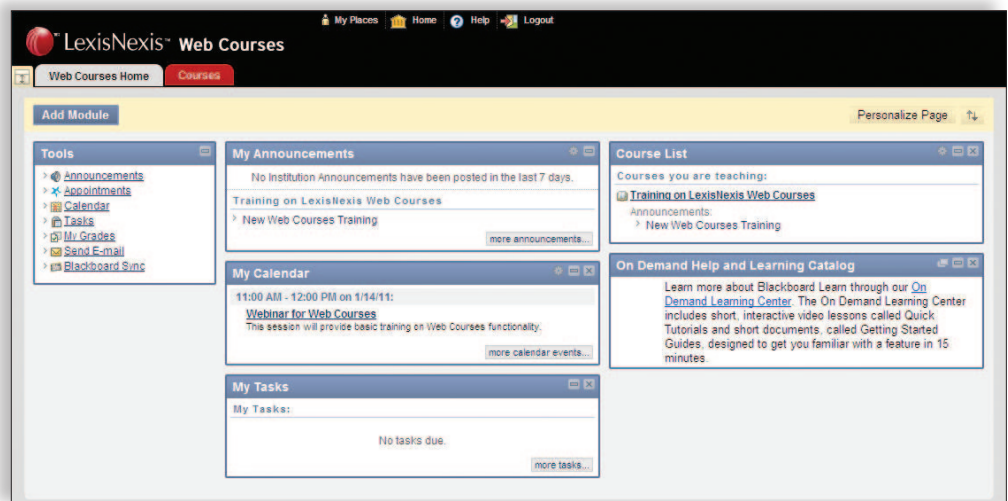 My Places Home Help Logout
LexisNexis™ Web Courses
Web Courses Home Courses
Add Module
Personalize Page
Tools
Announcements
Appointments
Calendar
Tasks
My Grades
Send E-mail
Blackboard Sync
My Announcements
No Institution Announcements have been posted in the last 7 days.
Training on LexisNexis Web Courses
New Web Courses Training
more announcements...
My Calendar
11:00 AM - 12:00 PM on 1/14/11:
Webinar for Web Courses
This session will provide basic training on Web Courses functionality.
more calendar events...
My Tasks
My Tasks:
No tasks due.
more tasks...
Course List
Courses you are teaching:
Training on LexisNexis Web Courses
Announcements:
New Web Courses Training
On Demand Help and Learning Catalog
Learn more about Blackboard Learn through our On
Demand Learning Center. The On Demand Learning Center
includes short, interactive video lessons called Quick
Tutorials and short documents, called Getting Started
Guides, designed to get you familiar with a feature in 15
minutes.